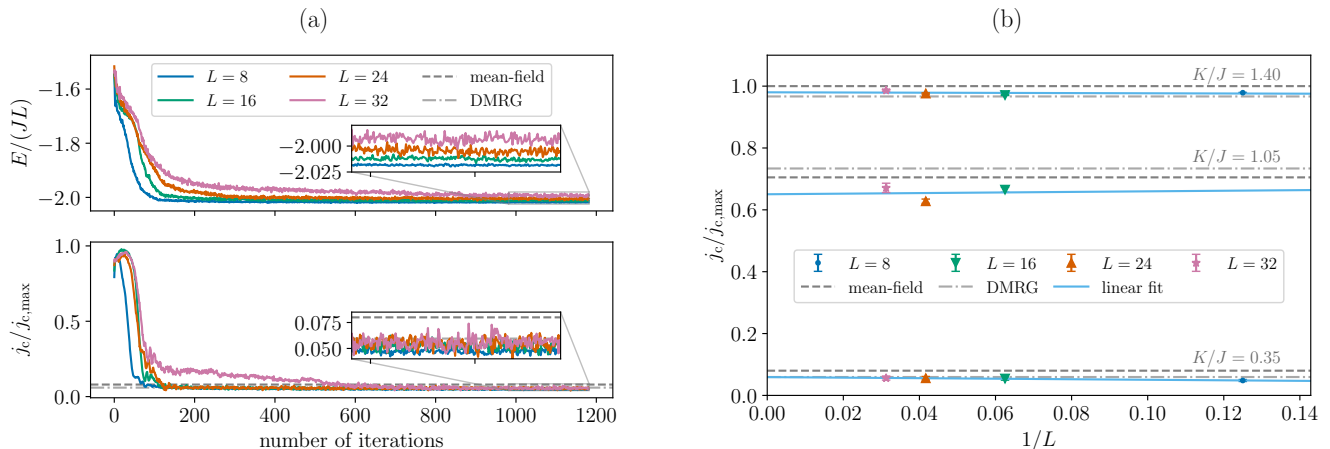 (a)
E/(JL)
−1.6
−1.8
−2.0
L = 8
L = 16
L = 24
L = 32
mean-field
DMRG
−2.000
−2.025
j_c/j_{c,max}
1.0
0.5
0.0
0.075
0.050
0 200 400 600 800 1000 1200
number of iterations
(b)
j_c/j_{c,max}
1.0
0.8
0.6
0.4
0.2
0.0
K/J = 1.40
K/J = 1.05
L = 8 L = 16 L = 24 L = 32
mean-field DMRG linear fit
K/J = 0.35
0.00 0.02 0.04 0.06 0.08 0.10 0.12 0.14
1/L